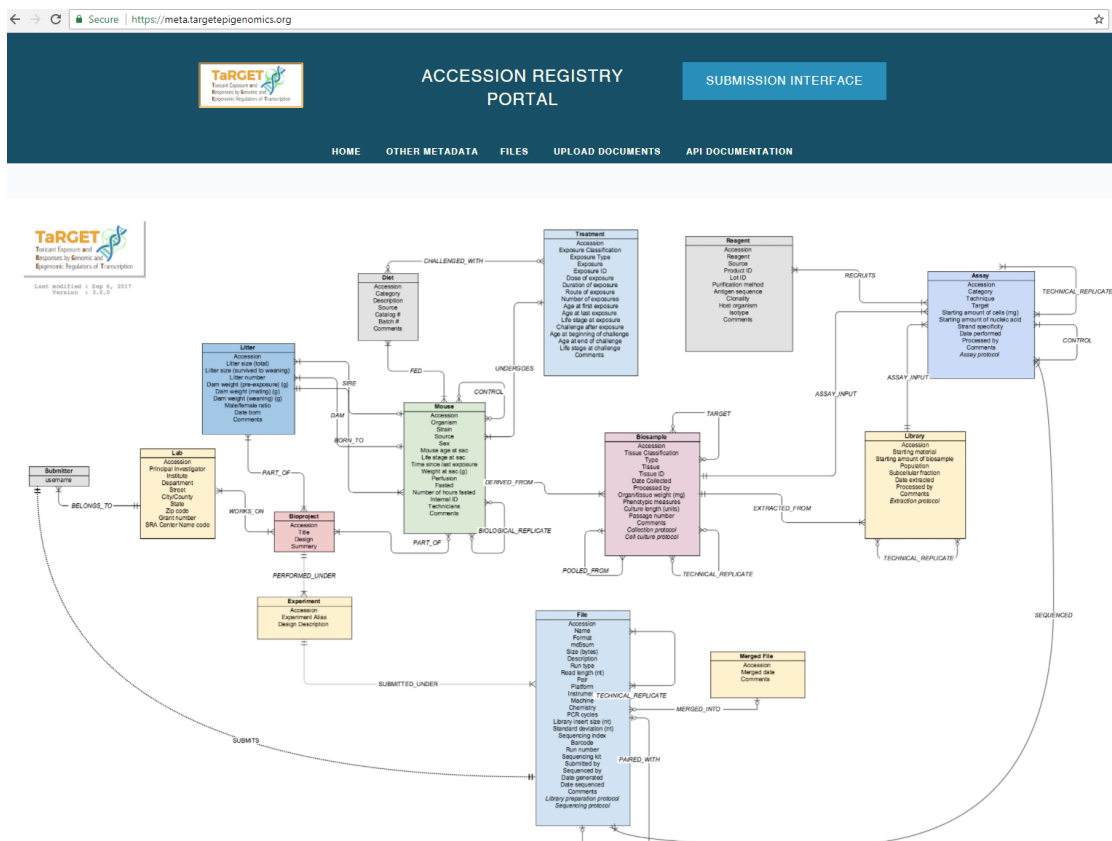 Secure | https://meta.targetepigenomics.org
TaRGET
Toxicant Exposure and
Responses by Genomic and
Epigenomic Regulators of Transcription
ACCESSION REGISTRY
PORTAL
SUBMISSION INTERFACE
HOME
OTHER METADATA
FILES
UPLOAD DOCUMENTS
API DOCUMENTATION
TaRGET
Toxicant Exposure and
Responses by Genomic and
Epigenomic Regulators of Transcription
Last modified : Sep 6, 2017
Version : 3.0.0
Treatment
Accession
Exposure Classification
Exposure Type
Exposure
Exposure ID
Dose of exposure
Duration of exposure
Route of exposure
Number of exposures
Age at first exposure
Age at last exposure
Life stage at exposure
Challenge after exposure
Age at beginning of challenge
Age at end of challenge
Life stage at challenge
Comments
Reagent
Accession
Reagent
Source
Product ID
Lot ID
Purification method
Antigen sequence
Clonality
Host organism
Isotype
Comments
Assay
Accession
Category
Technique
Target
Starting amount of cells (mg)
Starting amount of nucleic acid
Strand specificity
Date performed
Processed by
Comments
Assay protocol
CHALLENGED_WITH
RECRUITS
TECHNICAL_REPLICATE
CONTROL
Diet
Accession
Category
Description
Source
Catalog #
Batch #
Comments
Litter
Accession
Litter size (total)
Litter size (survived to weaning)
Litter number
Dam weight (pre-exposure) (g)
Dam weight (mating) (g)
Dam weight (weaning) (g)
Male/female ratio
Date born
Comments
SIRE
DAM
BORN_TO
FED
UNDERGOES
CONTROL
ASSAY_INPUT
ASSAY_INPUT
Mouse
Accession
Organism
Strain
Source
Sex
Mouse age at sac
Life stage at sac
Time since last exposure
Weight at sac (g)
Perfusion
Fasted
Number of hours fasted
Internal ID
Technicians
Comments
TARGET
Biosample
Accession
Tissue Classification
Type
Tissue
Tissue ID
Date Collected
Processed by
Organ/tissue weight (mg)
Phenotypic measures
Culture length (units)
Passage number
Comments
Collection protocol
Cell culture protocol
Library
Accession
Starting material
Starting amount of biosample
Population
Subcellular fraction
Date extracted
Processed by
Comments
Extraction protocol
Submitter
username
BELONGS_TO
Lab
Accession
Principal Investigator
Institute
Department
Street
City/County
State
Zip code
Grant number
SRA Center Name code
PART_OF
WORKS_ON
Bioproject
Accession
Title
Design
Summery
PART_OF
DERIVED_FROM
BIOLOGICAL_REPLICATE
EXTRACTED_FROM
POOLED_FROM
TECHNICAL_REPLICATE
TECHNICAL_REPLICATE
PERFORMED_UNDER
Experiment
Accession
Experiment Alias
Design Description
SUBMITTED_UNDER
SUBMITS
SEQUENCED
File
Accession
Name
Format
md5sum
Size (bytes)
Description
Run type
Read length (nt)
Pair
Platform
Machine
Chemistry
PCR cycles
Library insert size (nt)
Standard deviation (nt)
Sequencing index
Barcode
Run number
Sequencing kit
Submitted by
Sequenced by
Date generated
Date sequenced
Comments
Library preparation protocol
Sequencing protocol
TECHNICAL_REPLICATE
MERGED_INTO
PAIRED_WITH
Merged File
Accession
Merged date
Comments